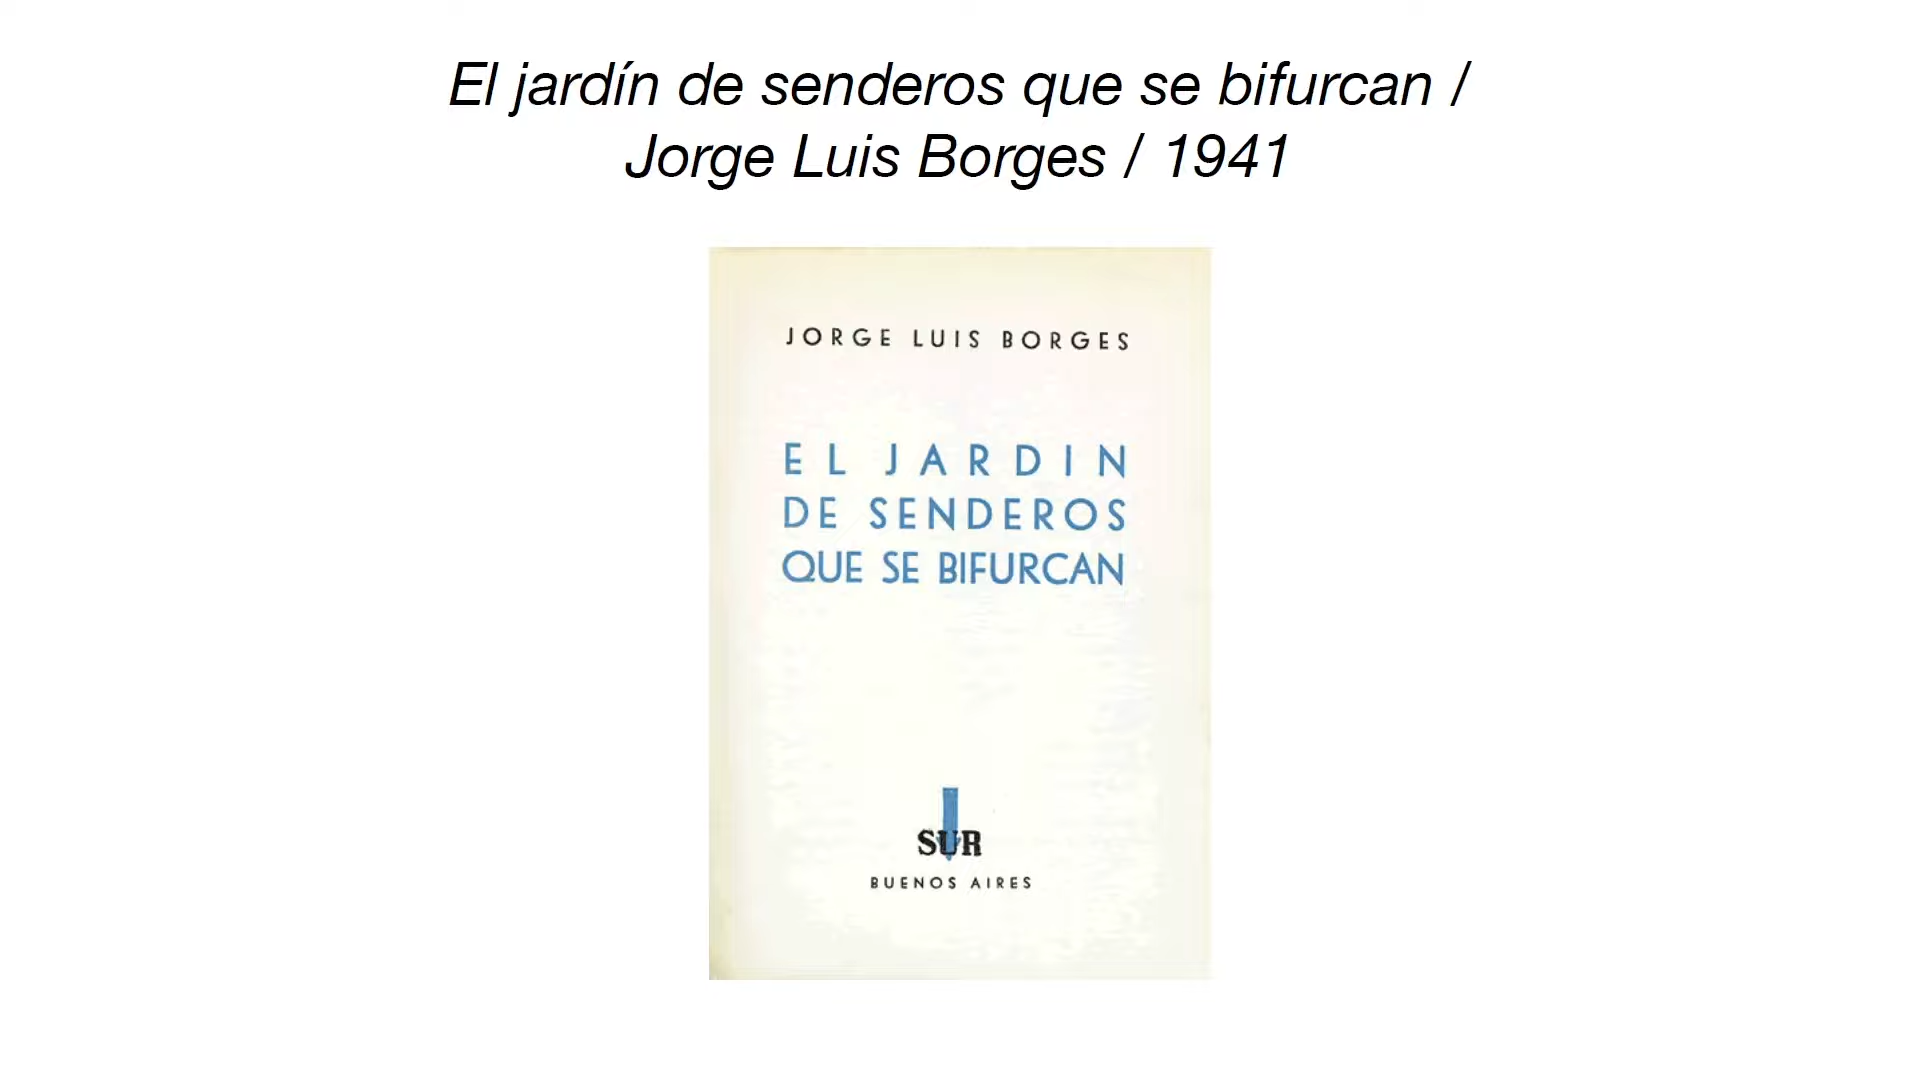 El jardín de senderos que se bifurcan /
Jorge Luis Borges / 1941
JORGE LUIS BORGES
EL JARDIN
DE SENDEROS
QUE SE BIFURCAN
SUR
BUENOS AIRES